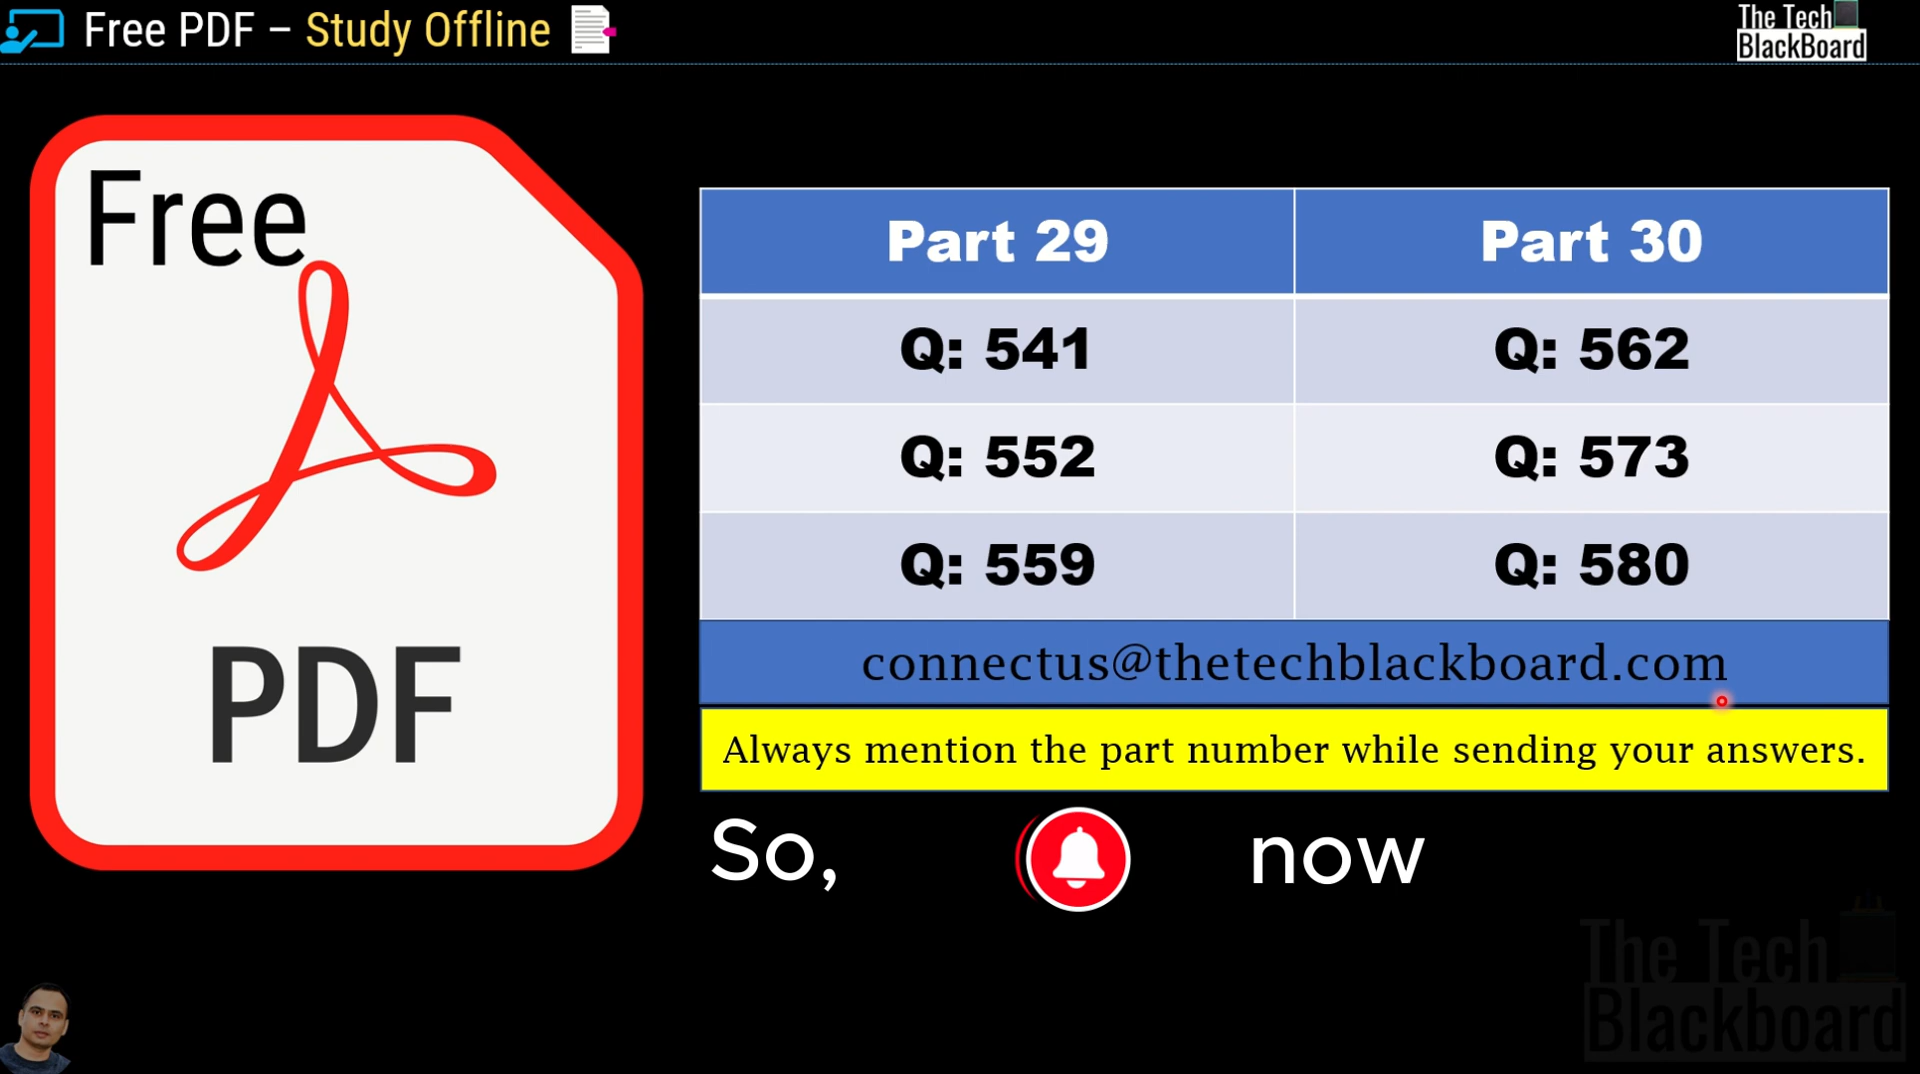 Free PDF – Study Offline
The Tech
BlackBoard
Free
PDF
Part 29 Part 30
Q: 541 Q: 562
Q: 552 Q: 573
Q: 559 Q: 580
connectus@thetechblackboard.com
Always mention the part number while sending your answers.
So, now
The Tech
Blackboard